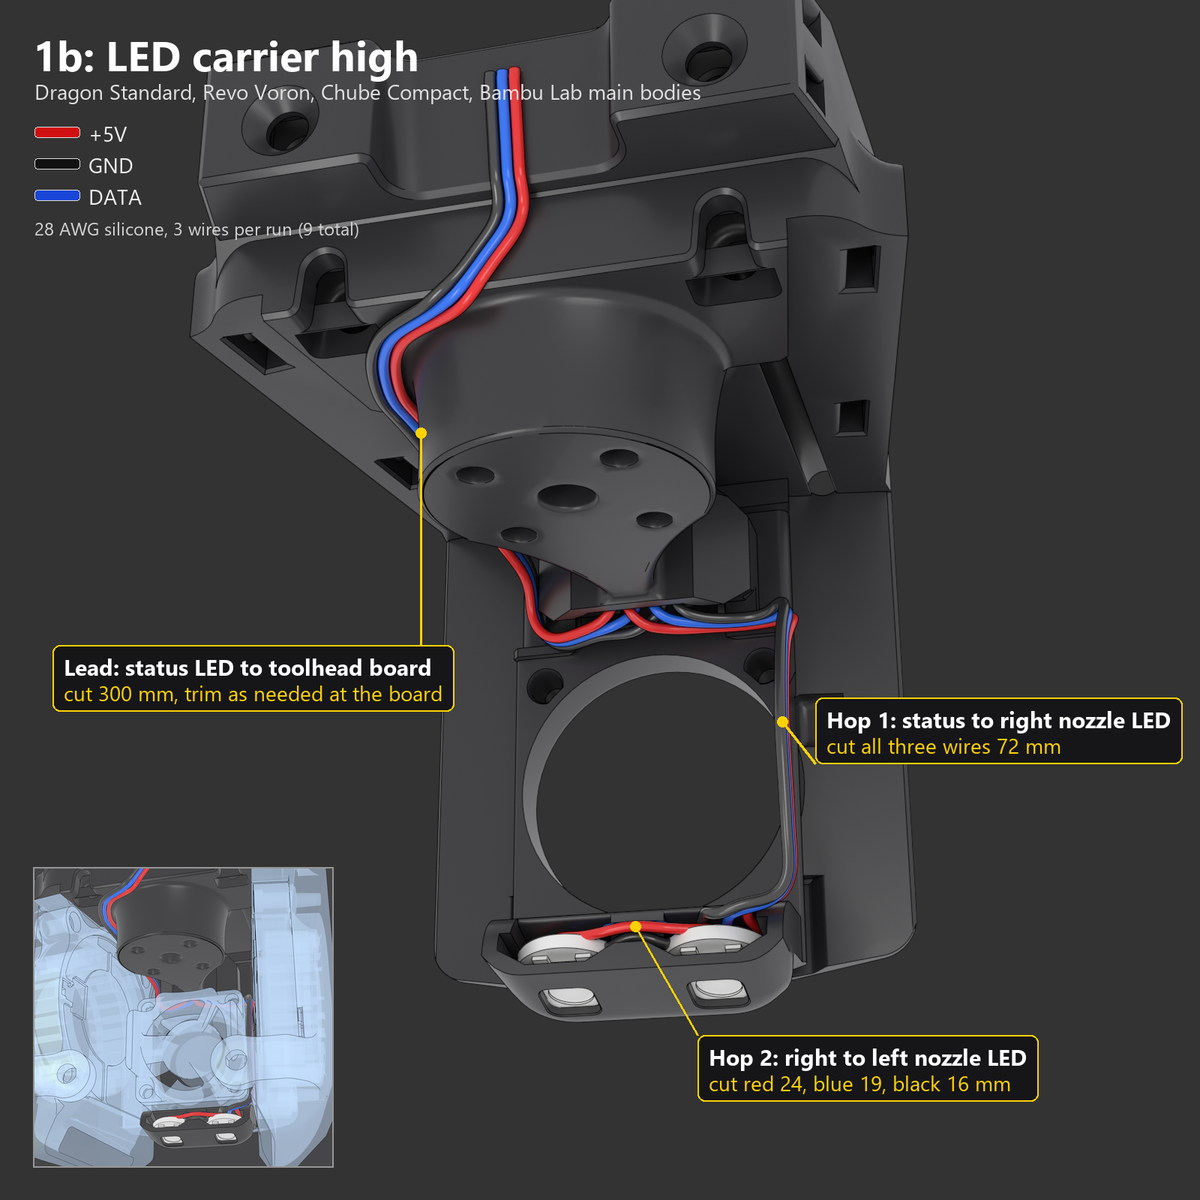 1b: LED carrier high
Dragon Standard, Revo Voron, Chube Compact, Bambu Lab main bodies
+5V
GND
DATA
28 AWG silicone, 3 wires per run (9 total)
Lead: status LED to toolhead board
cut 300 mm, trim as needed at the board
Hop 1: status to right nozzle LED
cut all three wires 72 mm
Hop 2: right to left nozzle LED
cut red 24, blue 19, black 16 mm